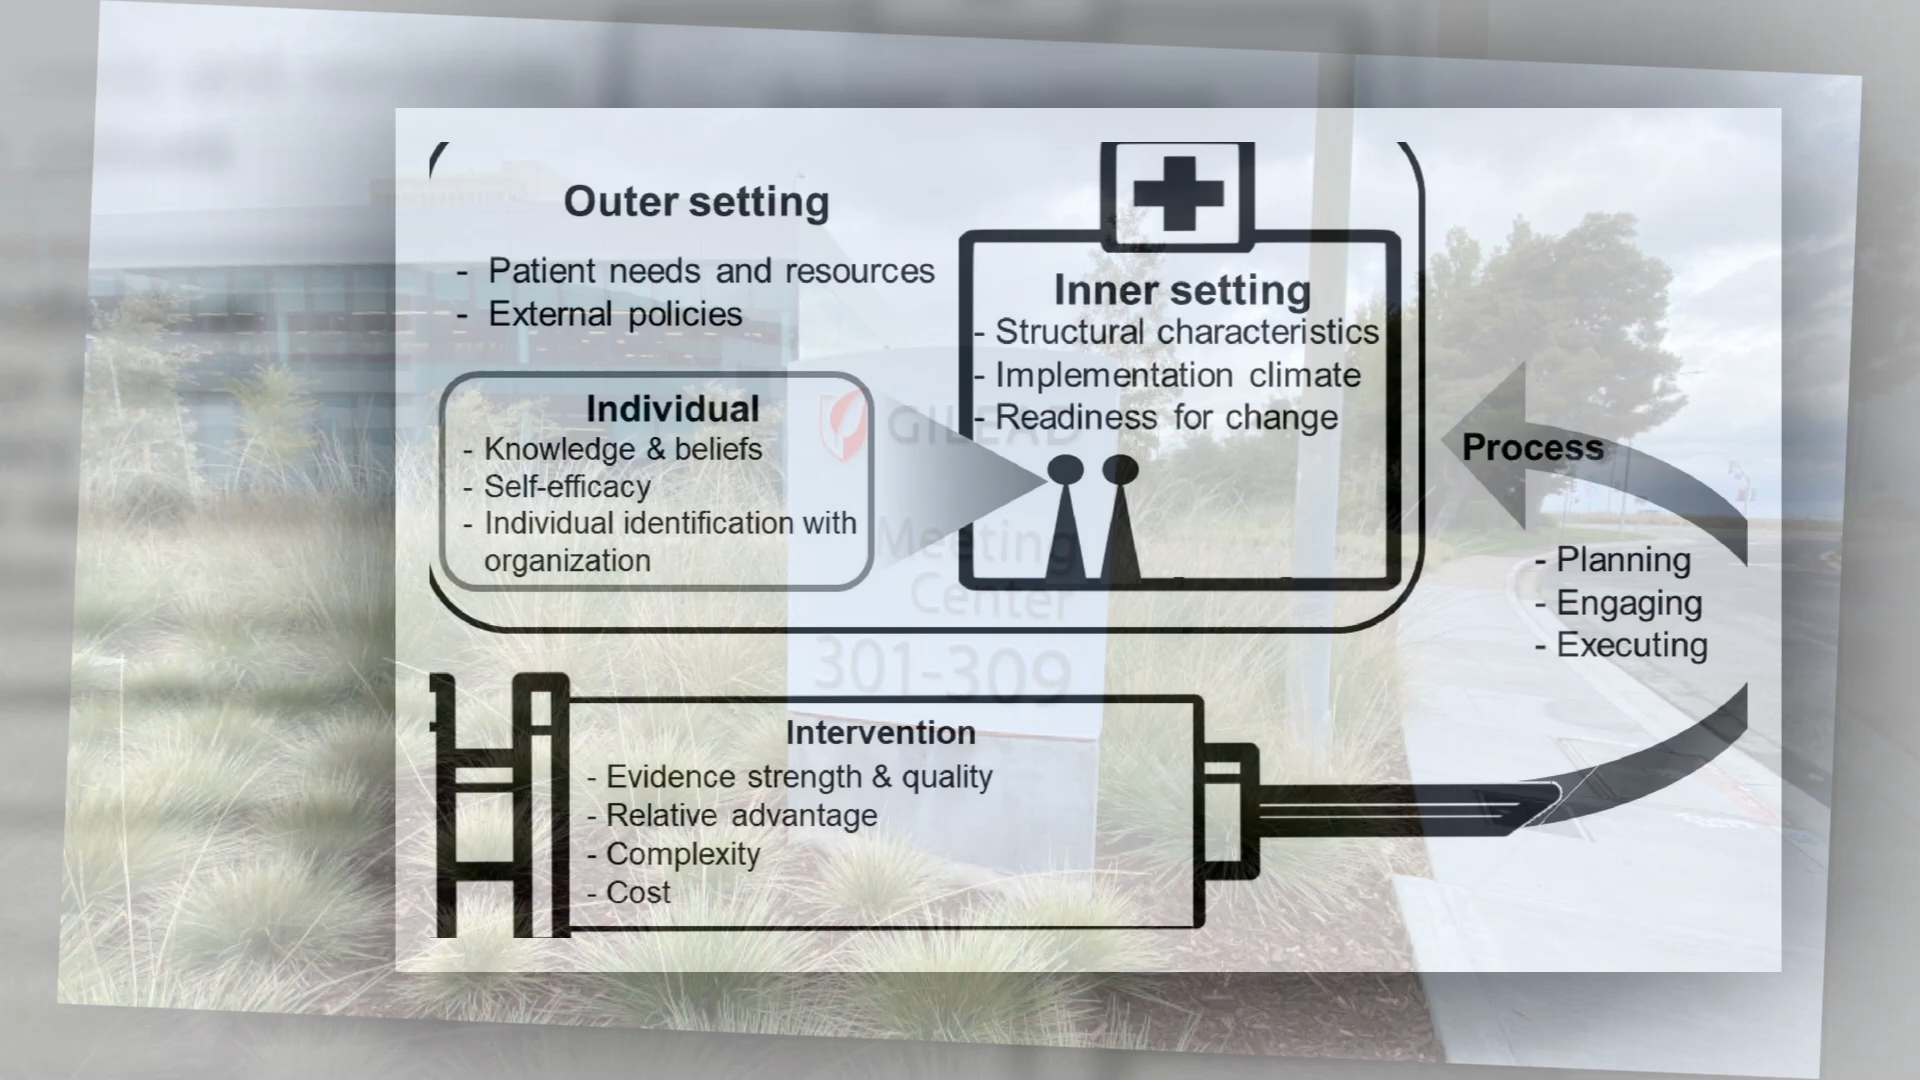 Outer setting
- Patient needs and resources
- External policies
Individual
- Knowledge & beliefs
- Self-efficacy
- Individual identification with
organization
Inner setting
- Structural characteristics
- Implementation climate
- Readiness for change
Process
- Planning
- Engaging
- Executing
Intervention
- Evidence strength & quality
- Relative advantage
- Complexity
- Cost
GILEAD
Meeting
Center
301-309